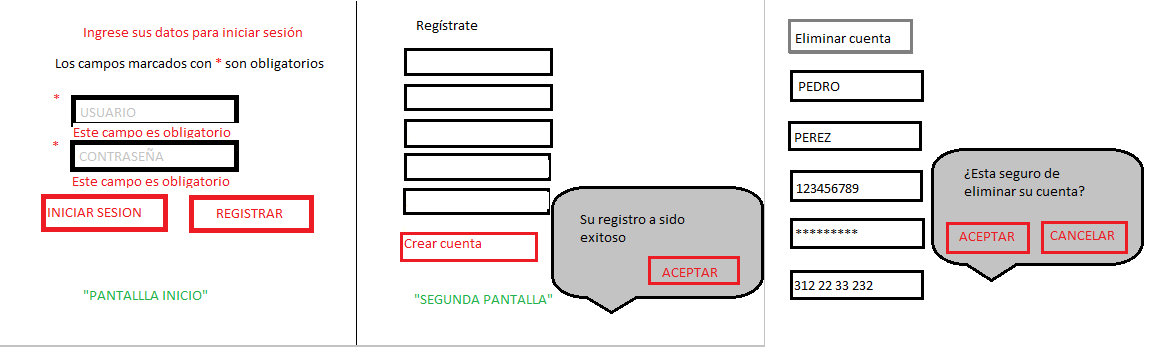 Ingrese sus datos para iniciar sesión
Los campos marcados con * son obligatorios
*
USUARIO
Este campo es obligatorio
*
CONTRASEÑA
Este campo es obligatorio
INICIAR SESION
REGISTRAR
"PANTALLLA INICIO"
Regístrate
Crear cuenta
Su registro a sido
exitoso
ACEPTAR
"SEGUNDA PANTALLA"
Eliminar cuenta
PEDRO
PEREZ
123456789
*********
312 22 33 232
¿Esta seguro de
eliminar su cuenta?
ACEPTAR
CANCELAR